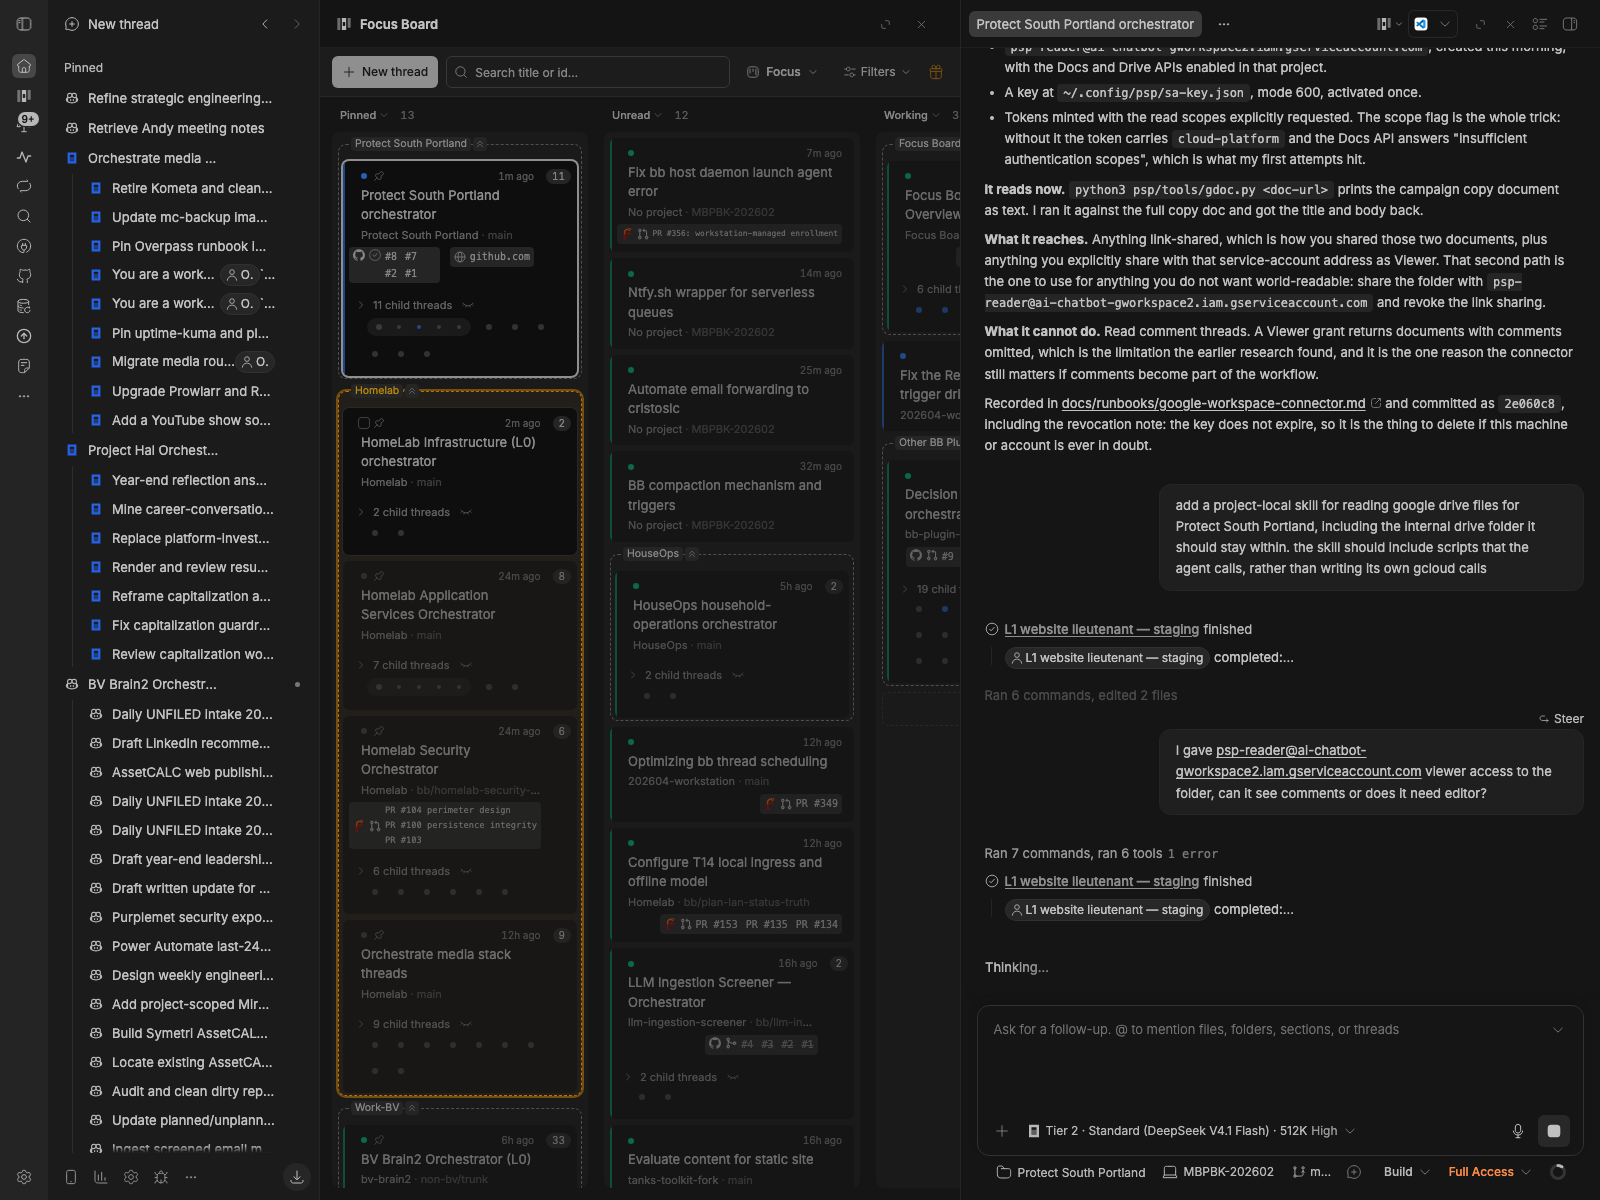 New thread
Pinned
Refine strategic engineering...
Retrieve Andy meeting notes
Orchestrate media ...
Retire Kometa and clean...
Update mc-backup ima...
Pin Overpass runbook i...
You are a work... O. `...
You are a work... O. `...
Pin uptime-kuma and pl...
Migrate media rou... O.
Upgrade Prowlarr and R...
Add a YouTube show so...
Project Hal Orchest...
Year-end reflection ans...
Mine career-conversatio...
Replace platform-invest...
Render and review resu...
Reframe capitalization a...
Fix capitalization guardr...
Review capitalization wo...
BV Brain2 Orchestr...
Daily UNFILED intake 20...
Draft LinkedIn recomme...
AssetCALC web publishi...
Daily UNFILED intake 20...
Daily UNFILED intake 20...
Draft year-end leadershi...
Draft written update for ...
Purplemet security expo...
Power Automate last-24...
Design weekly engineeri...
Add project-scoped Mir...
Build Symetri AssetCAL...
Locate existing AssetCA...
Audit and clean dirty rep...
Update planned/unplann...
Ingest screened email m...
9+
Focus Board
New thread
Search title or id...
Focus
Filters
Pinned 13
Protect South Portland
1m ago 11
Protect South Portland
orchestrator
Protect South Portland · main
#8 #7
#2 #1
github.com
11 child threads
Homelab
2m ago 2
HomeLab Infrastructure (L0)
orchestrator
Homelab · main
2 child threads
24m ago 8
Homelab Application
Services Orchestrator
Homelab · main
7 child threads
24m ago 6
Homelab Security
Orchestrator
Homelab · bb/homelab-security-...
PR #104 perimeter design
PR #100 persistence integrity
PR #103
6 child threads
12h ago 9
Orchestrate media stack
threads
Homelab · main
9 child threads
Work-BV
6h ago 33
BV Brain2 Orchestrator (L0)
bv-brain2 · non-bv/trunk
Unread 12
7m ago
Fix bb host daemon launch agent
error
No project · MBPBK-202602
PR #356: workstation-managed enrollment
14m ago
Ntfy.sh wrapper for serverless
queues
No project · MBPBK-202602
25m ago
Automate email forwarding to
cristosic
No project · MBPBK-202602
32m ago
BB compaction mechanism and
triggers
No project · MBPBK-202602
HouseOps
5h ago 2
HouseOps household-
operations orchestrator
HouseOps · main
2 child threads
12h ago
Optimizing bb thread scheduling
202604-workstation · main
PR #349
12h ago
Configure T14 local ingress and
offline model
Homelab · bb/plan-lan-status-truth
PR #153 PR #135 PR #134
16h ago 2
LLM Ingestion Screener —
Orchestrator
llm-ingestion-screener · bb/llm-in...
#4 #3 #2 #1
2 child threads
16h ago
Evaluate content for static site
tanks-toolkit-fork · main
Working 3
Focus Board
Focus Bo
Overview
Focus Boa
6 child t
Fix the Re
trigger dri
202604-wo
Other BB Plu
Decision
orchestra
bb-plugin-
#9
19 child
Protect South Portland orchestrator
psp-reader@ai-chatbot-gworkspace2.iam.gserviceaccount.com, created this morning,
with the Docs and Drive APIs enabled in that project.
• A key at ~/.config/psp/sa-key.json, mode 600, activated once.
• Tokens minted with the read scopes explicitly requested. The scope flag is the whole trick:
without it the token carries cloud-platform and the Docs API answers "insufficient
authentication scopes", which is what my first attempts hit.
It reads now. python3 psp/tools/gdoc.py <doc-url> prints the campaign copy document
as text. I ran it against the full copy doc and got the title and body back.
What it reaches. Anything link-shared, which is how you shared those two documents, plus
anything you explicitly share with that service-account address as Viewer. That second path is
the one to use for anything you do not want world-readable: share the folder with psp-
reader@ai-chatbot-gworkspace2.iam.gserviceaccount.com and revoke the link sharing.
What it cannot do. Read comment threads. A Viewer grant returns documents with comments
omitted, which is the limitation the earlier research found, and it is the one reason the connector
still matters if comments become part of the workflow.
Recorded in docs/runbooks/google-workspace-connector.md and committed as 2e060c8,
including the revocation note: the key does not expire, so it is the thing to delete if this machine
or account is ever in doubt.
add a project-local skill for reading google drive files for
Protect South Portland, including the internal drive folder it
should stay within. the skill should include scripts that the
agent calls, rather than writing its own gcloud calls
L1 website lieutenant — staging finished
L1 website lieutenant — staging completed:...
Ran 6 commands, edited 2 files
Steer
I gave psp-reader@ai-chatbot-
gworkspace2.iam.gserviceaccount.com viewer access to the
folder, can it see comments or does it need editor?
Ran 7 commands, ran 6 tools 1 error
L1 website lieutenant — staging finished
L1 website lieutenant — staging completed:...
Thinking...
Ask for a follow-up. @ to mention files, folders, sections, or threads
Tier 2 · Standard (DeepSeek V4.1 Flash) · 512K High
Protect South Portland MBPBK-202602 m... Build Full Access